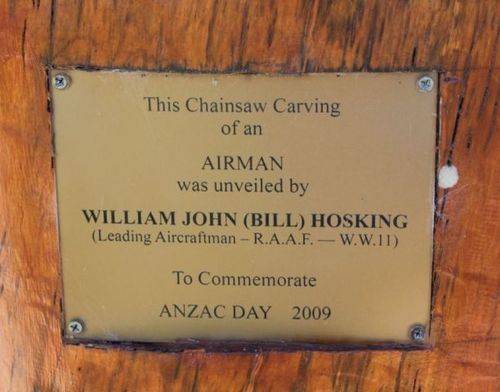 This Chainsaw Carving
of an
AIRMAN
was unveiled by
WILLIAM JOHN (BILL) HOSKING
(Leading Aircraftman – R.A.A.F. — W.W.11)
To Commemorate
ANZAC DAY 2009